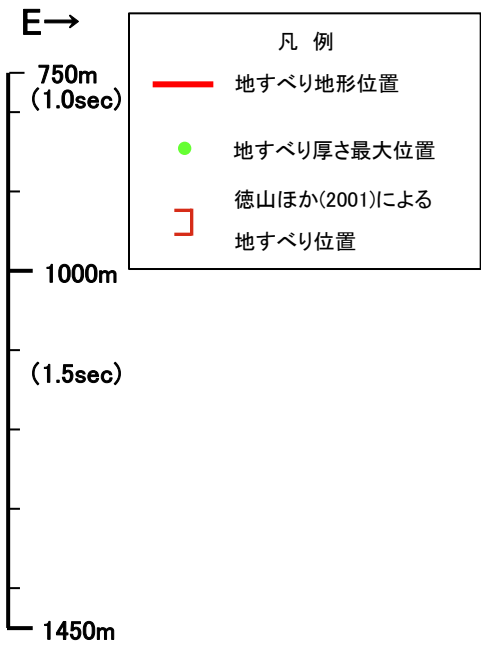 E→
凡 例
750m
(1.0sec)
地すべり地形位置
地すべり厚さ最大位置
徳山ほか(2001)による
地すべり位置
1000m
(1.5sec)
1450m